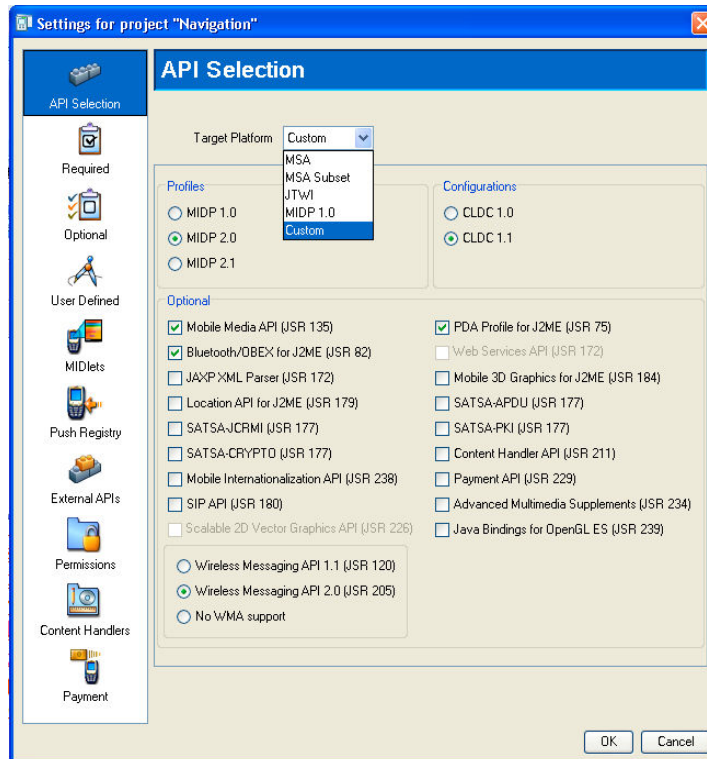 Settings for project "Navigation"
API Selection
API Selection
Required
Optional
User Defined
MIDlets
Push Registry
External APIs
Permissions
Content Handlers
Payment
Target Platform Custom
MSA
MSA Subset
JTWI
MIDP 1.0
Custom
Profiles
MIDP 1.0
MIDP 2.0
MIDP 2.1
Configurations
CLDC 1.0
CLDC 1.1
Optional
Mobile Media API (JSR 135)
PDA Profile for J2ME (JSR 75)
Bluetooth/OBEX for J2ME (JSR 82)
Web Services API (JSR 172)
JAXP XML Parser (JSR 172)
Mobile 3D Graphics for J2ME (JSR 184)
Location API for J2ME (JSR 179)
SATSA-APDU (JSR 177)
SATSA-JCRMI (JSR 177)
SATSA-PKI (JSR 177)
SATSA-CRYPTO (JSR 177)
Content Handler API (JSR 211)
Mobile Internationalization API (JSR 238)
Payment API (JSR 229)
SIP API (JSR 180)
Advanced Multimedia Supplements (JSR 234)
Scalable 2D Vector Graphics API (JSR 226)
Java Bindings for OpenGL ES (JSR 239)
Wireless Messaging API 1.1 (JSR 120)
Wireless Messaging API 2.0 (JSR 205)
No WMA support
OK
Cancel